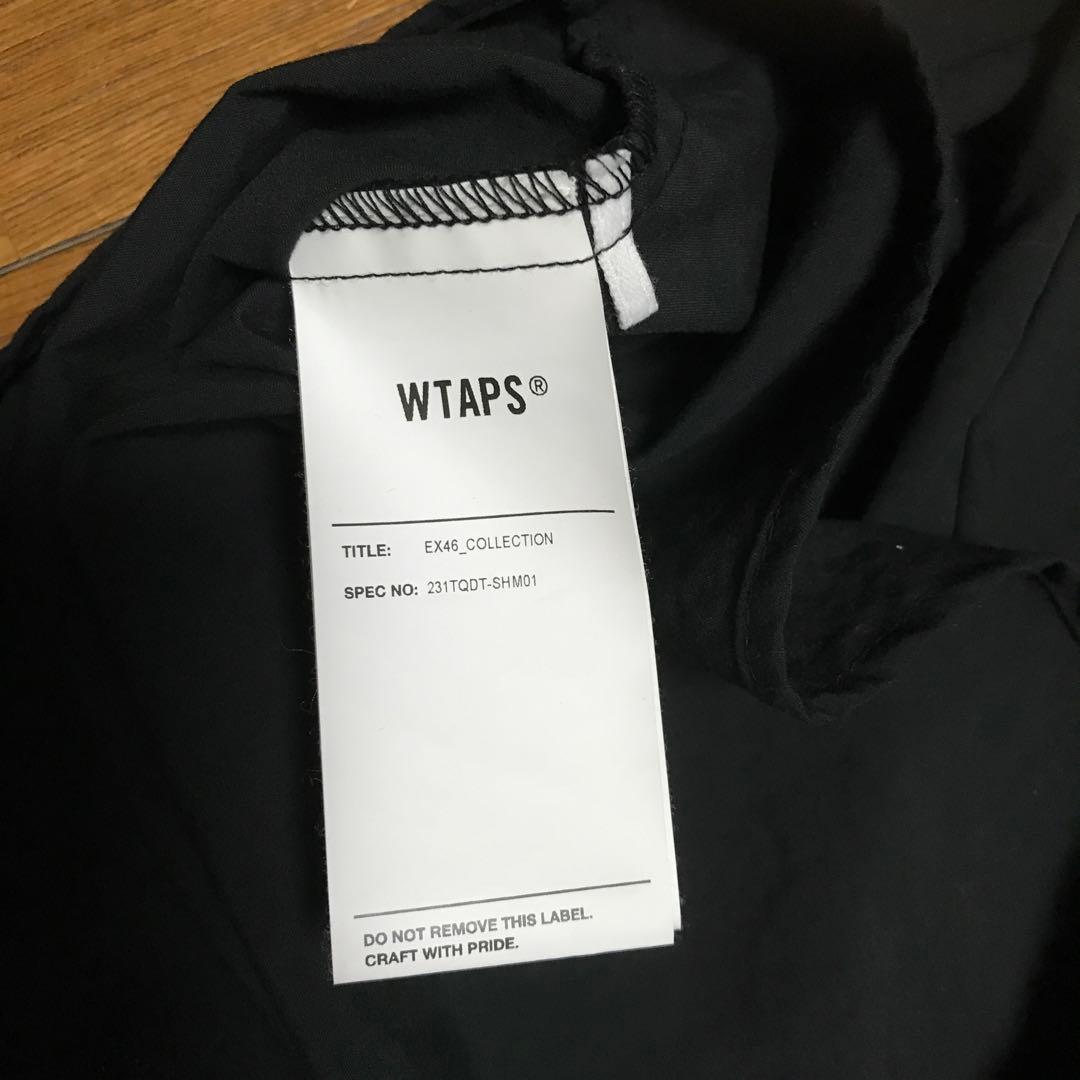 WTAPS®
TITLE: EX46_COLLECTION
SPEC NO: 231TQDT-SHM01
DO NOT REMOVE THIS LABEL.
CRAFT WITH PRIDE.